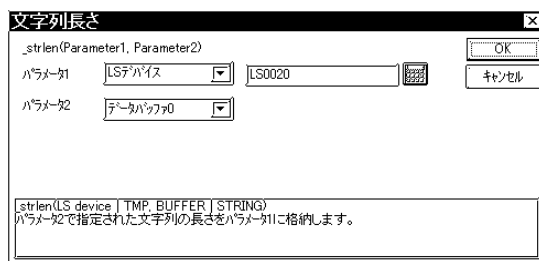 文字列長さ
_strlen(Parameter1, Parameter2)
OK
ﾊﾟﾗﾒｰﾀ1
LSﾃﾞﾊﾞｲｽ
LS0020
ｷｬﾝｾﾙ
ﾊﾟﾗﾒｰﾀ2
ﾃﾞｰﾀﾊﾞｯﾌｧ0
_strlen(LS device | TMP, BUFFER | STRING)
ﾊﾟﾗﾒｰﾀ2で指定された文字列の長さをﾊﾟﾗﾒｰﾀ1に格納します。